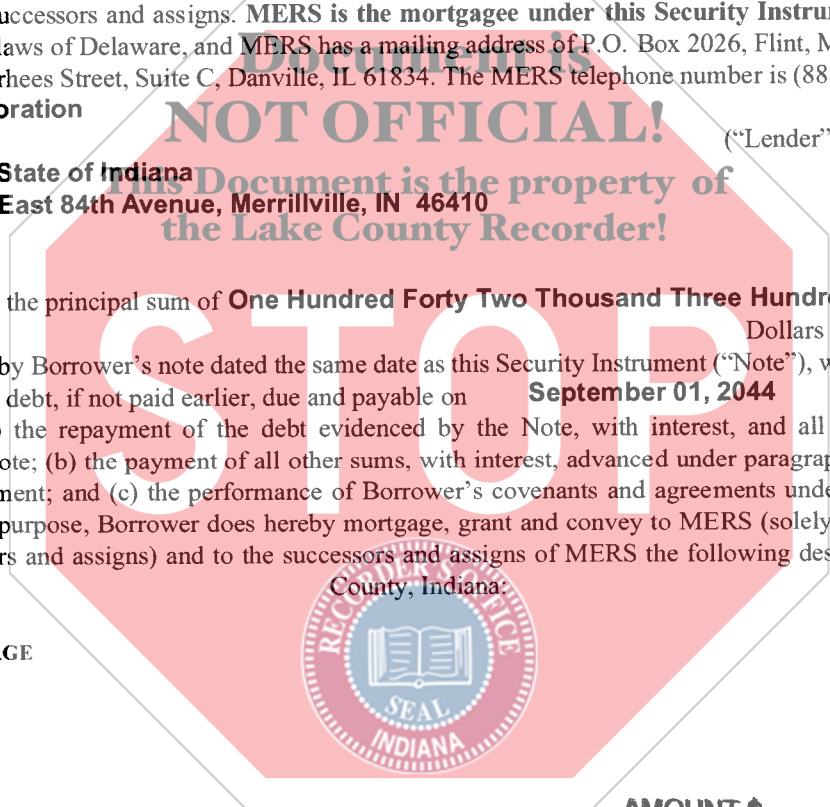 uccessors and assigns. MERS is the mortgagee under this Security Instru
Document is
laws of Delaware, and MERS has a mailing address of P.O. Box 2026, Flint, M
rhees Street, Suite C, Danville, IL 61834. The MERS telephone number is (88
oration
NOT OFFICIAL!
("Lender"
State of Indiana
This Document is the property of
East 84th Avenue, Merrillville, IN 46410
the Lake County Recorder!
the principal sum of One Hundred Forty Two Thousand Three Hundr
Dollars
STOP
by Borrower's note dated the same date as this Security Instrument ("Note"), w
debt, if not paid earlier, due and payable on September 01, 2044
the repayment of the debt evidenced by the Note, with interest, and all
ote; (b) the payment of all other sums, with interest, advanced under paragrap
ment; and (c) the performance of Borrower's covenants and agreements unde
purpose, Borrower does hereby mortgage, grant and convey to MERS (solely
rs and assigns) and to the successors and assigns of MERS the following des
County, Indiana:
RECORDER'S OFFICE
SEAL
INDIANA
AGE
AMOUNT $